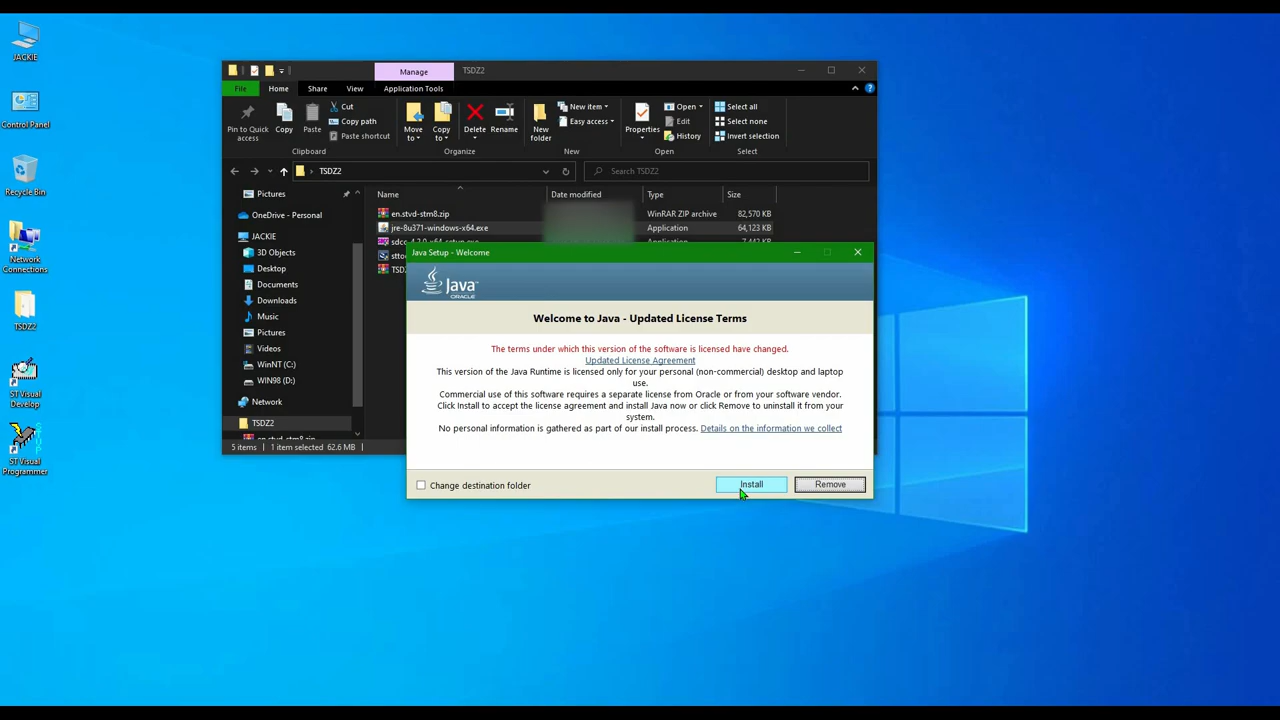 JACKIE
Control Panel
Recycle Bin
Network
Connections
TSDZ2
ST Visual
Develop
ST Visual
Programmer
Manage
TSDZ2
File
Home
Share
View
Application Tools
Pin to Quick
access
Copy
Paste
Cut
Copy path
Paste shortcut
Clipboard
Move
to
Copy
to
Delete
Rename
Organize
New
folder
New item
Easy access
New
Properties
Open
Edit
History
Open
Select all
Select none
Invert selection
Select
TSDZ2
Search TSDZ2
Pictures
OneDrive - Personal
JACKIE
3D Objects
Desktop
Documents
Downloads
Music
Pictures
Videos
WinNT (C:)
WIN98 (D:)
Network
TSDZ2
en.stvd-stm8.zip
5 items
1 item selected 62.6 MB
Name
Date modified
Type
Size
en.stvd-stm8.zip
WinRAR ZIP archive
82,570 KB
jre-8u371-windows-x64.exe
Application
64,123 KB
Application
7,442 KB
Java Setup - Welcome
Java
ORACLE
Welcome to Java - Updated License Terms
The terms under which this version of the software is licensed have changed.
Updated License Agreement
This version of the Java Runtime is licensed only for your personal (non-commercial) desktop and laptop
use.
Commercial use of this software requires a separate license from Oracle or from your software vendor.
Click Install to accept the license agreement and install Java now or click Remove to uninstall it from your
system.
No personal information is gathered as part of our install process. Details on the information we collect
Change destination folder
Install
Remove